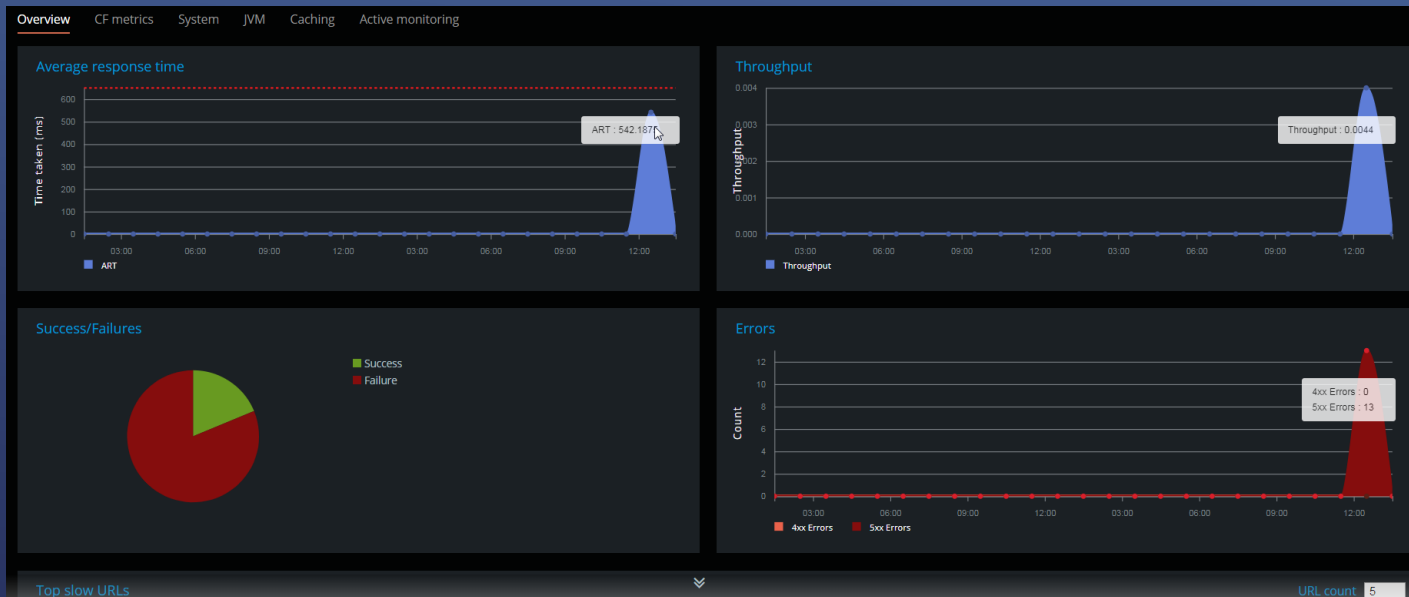 Overview CF metrics System JVM Caching Active monitoring
Average response time
600
500
400
300
200
100
0
Time taken [ms]
ART : 542.1875
03:00 06:00 09:00 12:00 03:00 06:00 09:00 12:00
ART
Throughput
0.004
0.003
0.002
0.001
0.000
Throughput
Throughput : 0.0044
03:00 06:00 09:00 12:00 03:00 06:00 09:00 12:00
Throughput
Success/Failures
Success
Failure
Errors
12
10
8
6
4
2
0
Count
4xx Errors : 0
5xx Errors : 13
03:00 06:00 09:00 12:00 03:00 06:00 09:00 12:00
4xx Errors 5xx Errors
Top slow URLs
URL count 5